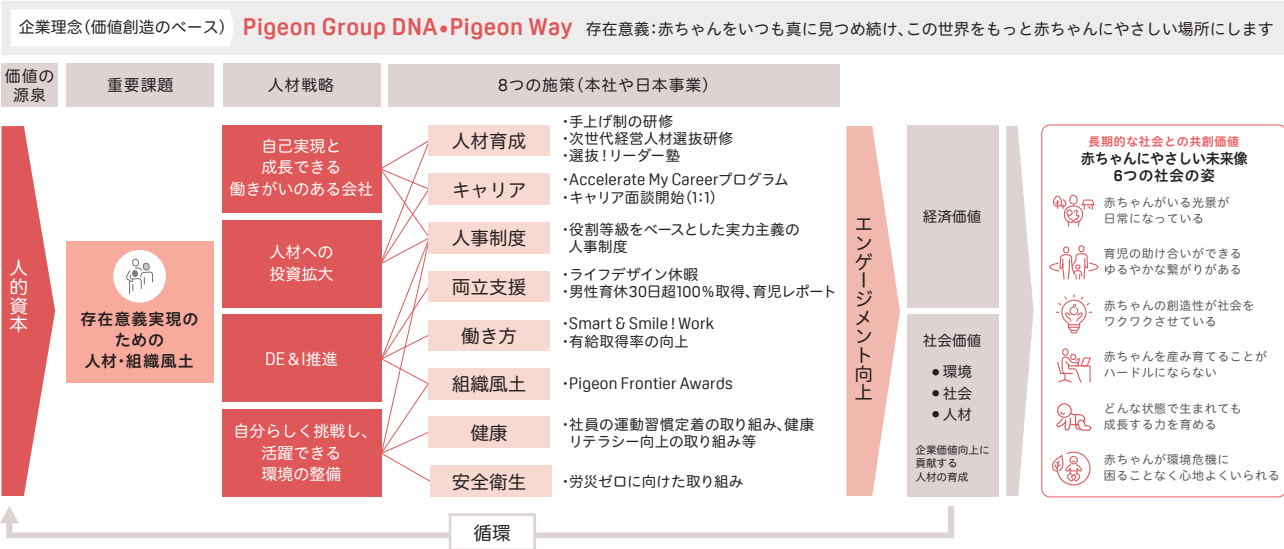 企業理念(価値創造のベース)
Pigeon Group DNA•Pigeon Way
存在意義:赤ちゃんをいつも真に見つめ続け、この世界をもっと赤ちゃんにやさしい場所にします
価値の
源泉
重要課題
人材戦略
8つの施策(本社や日本事業)
人的資本
存在意義実現の
ための
人材・組織風土
自己実現と
成長できる
働きがいのある会社
人材への
投資拡大
DE&I推進
自分らしく挑戦し、
活躍できる
環境の整備
人材育成
・手上げ制の研修
・次世代経営人材選抜研修
・選抜!リーダー塾
キャリア
・Accelerate My Careerプログラム
・キャリア面談開始(1:1)
人事制度
・役割等級をベースとした実力主義の
人事制度
両立支援
・ライフデザイン休暇
・男性育休30日超100%取得、育児レポート
働き方
・Smart & Smile! Work
・有給取得率の向上
組織風土
・Pigeon Frontier Awards
健康
・社員の運動習慣定着の取り組み、健康
リテラシー向上の取り組み等
安全衛生
・労災ゼロに向けた取り組み
エンゲージメント向上
経済価値
社会価値
●環境
●社会
●人材
企業価値向上に
貢献する
人材の育成
長期的な社会との共創価値
赤ちゃんにやさしい未来像
6つの社会の姿
赤ちゃんがいる光景が
日常になっている
育児の助け合いができる
ゆるやかな繋がりがある
赤ちゃんの創造性が社会を
ワクワクさせている
赤ちゃんを産み育てることが
ハードルにならない
どんな状態で生まれても
成長する力を育める
赤ちゃんが環境危機に
困ることなく心地よくいられる
循環